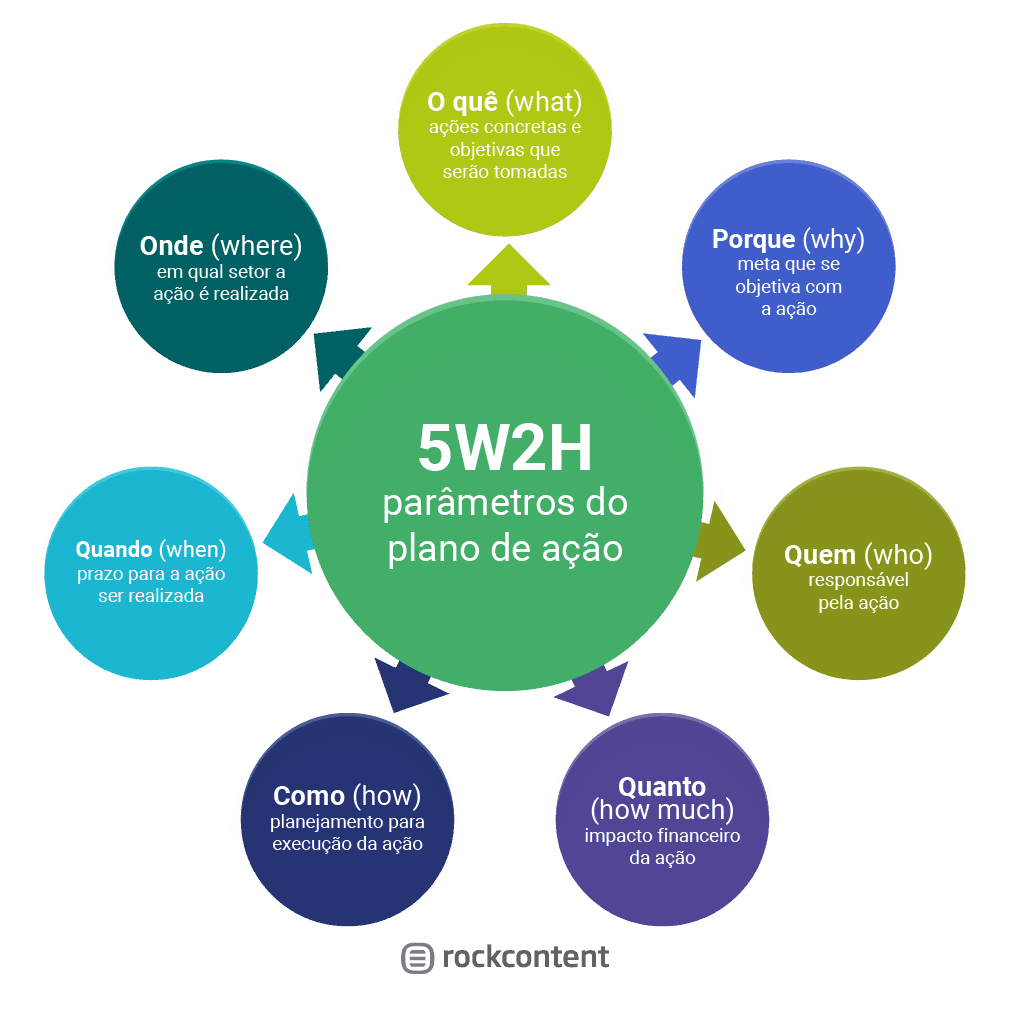 O quê (what)
ações concretas e
objetivas que
serão tomadas
Porque (why)
meta que se
objetiva com
a ação
Quem (who)
responsável
pela ação
Quanto
(how much)
impacto financeiro
da ação
Como (how)
planejamento para
execução da ação
Quando (when)
prazo para a ação
ser realizada
Onde (where)
em qual setor a
ação é realizada
5W2H
parâmetros do
plano de ação
rockcontent